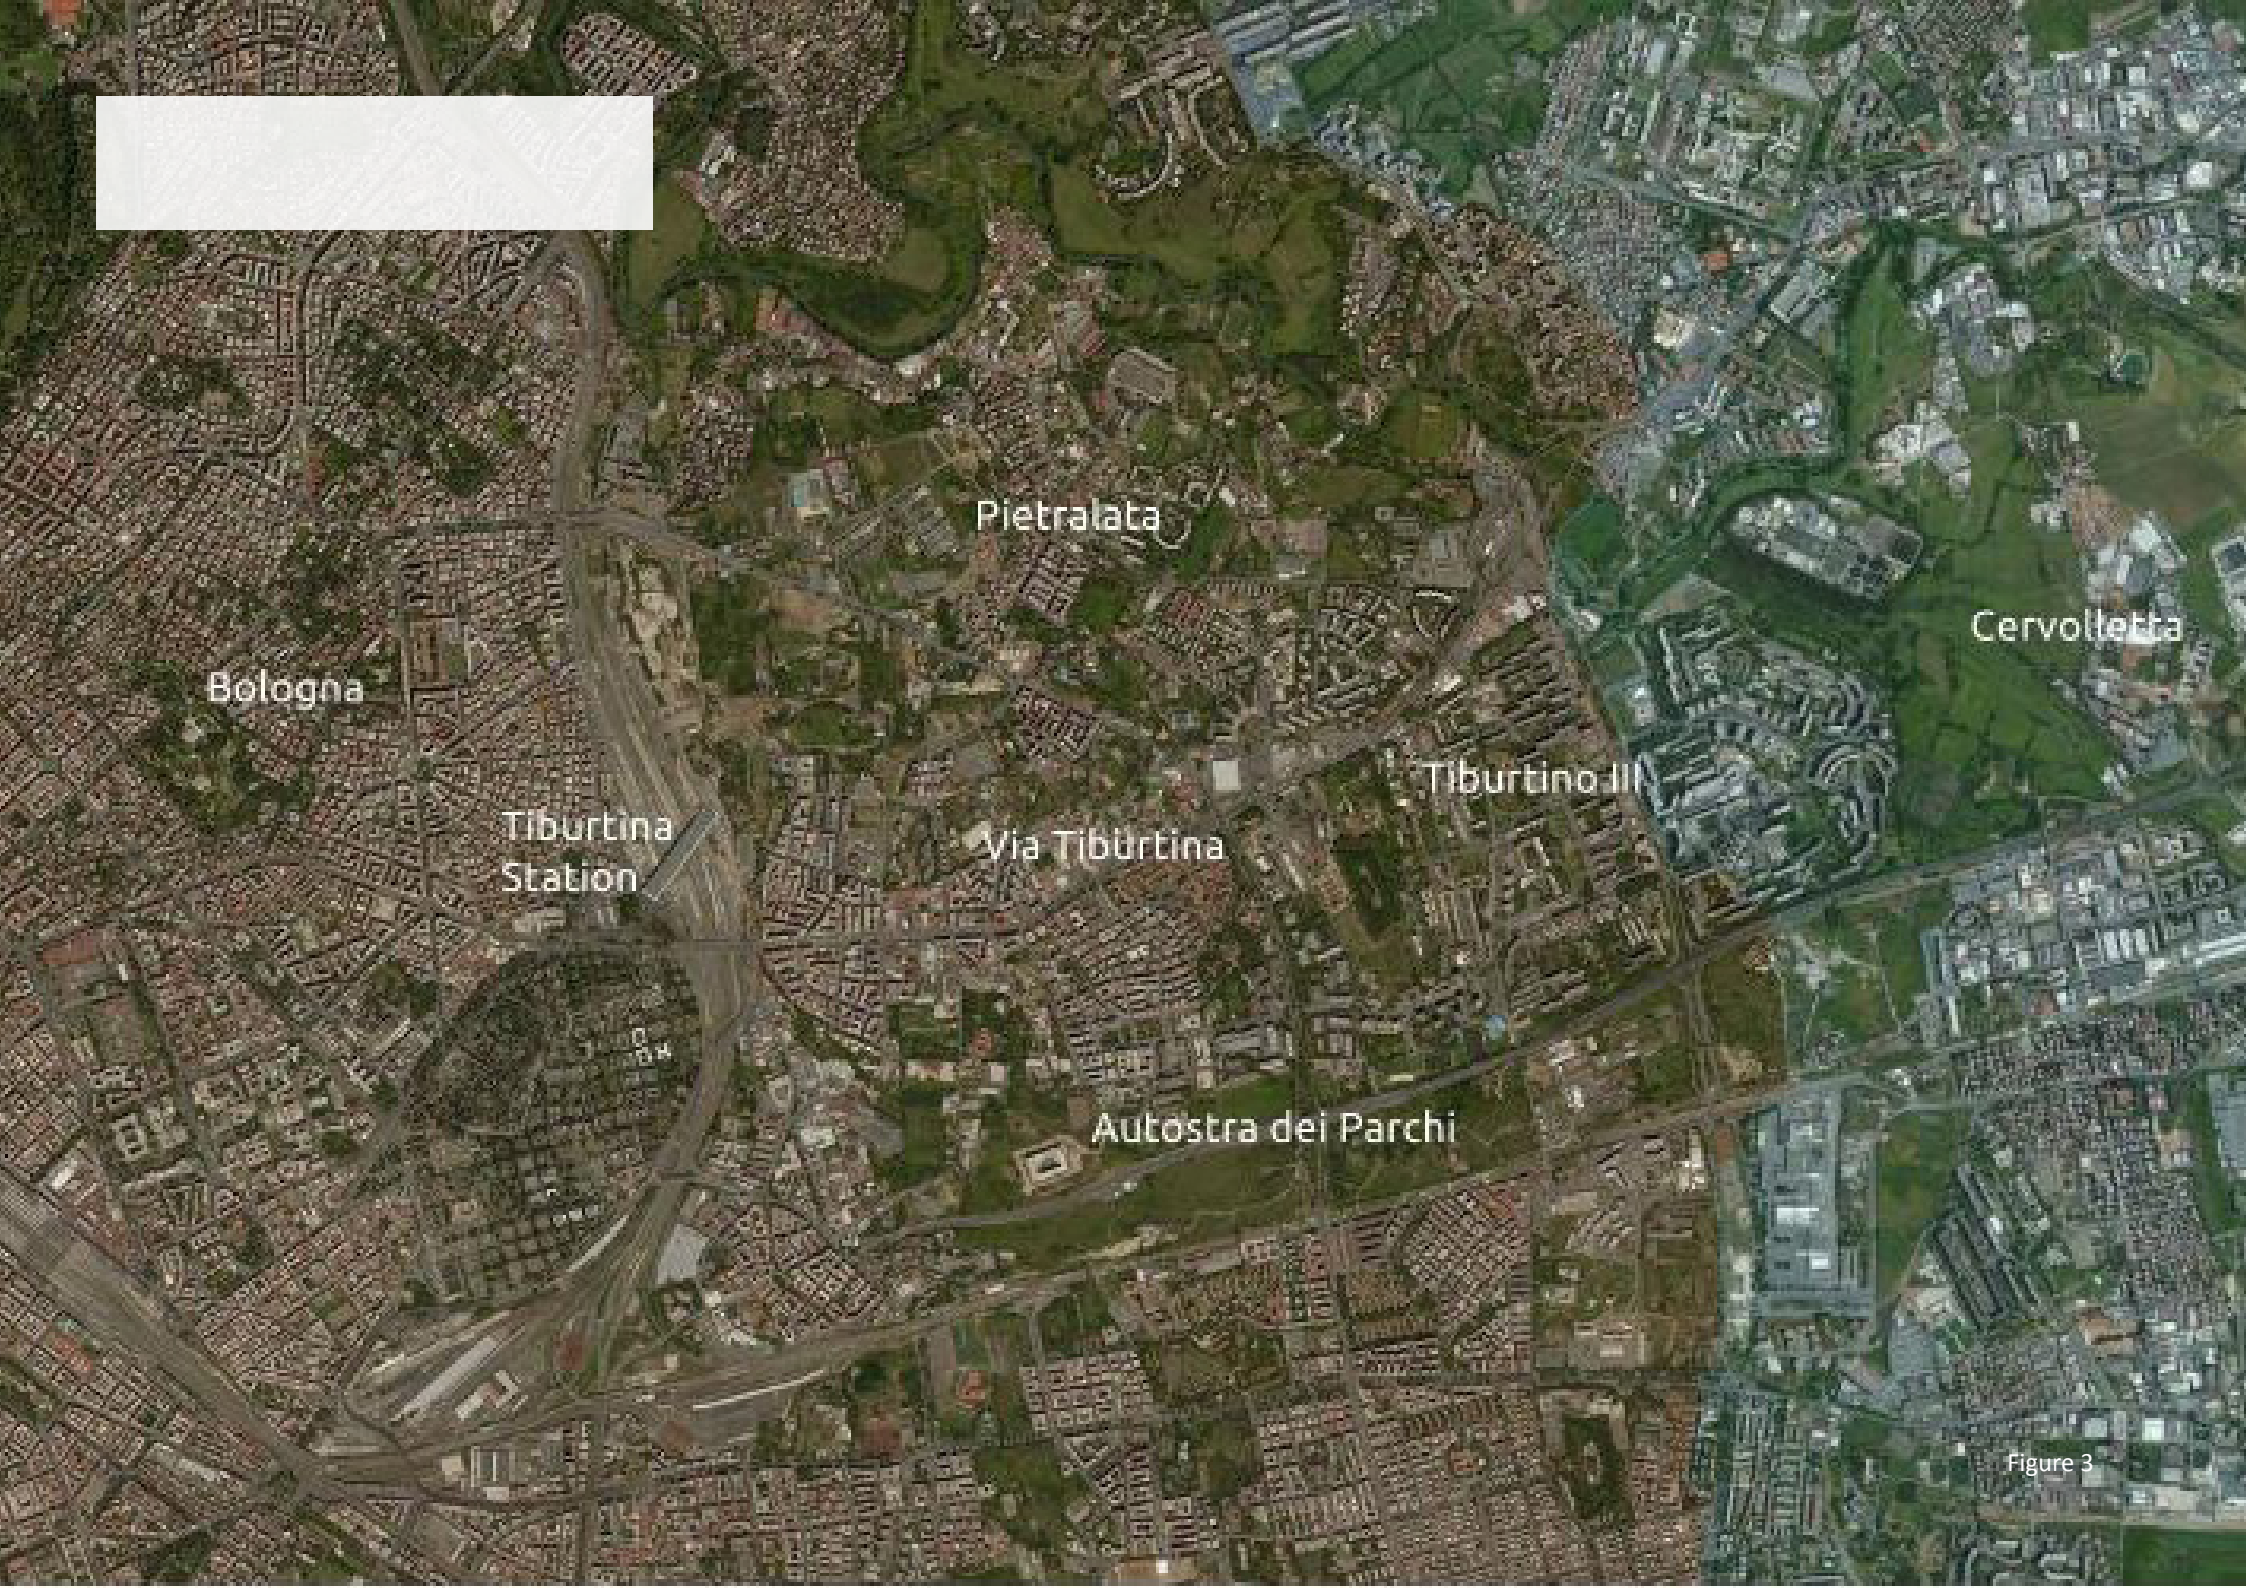 Pietralata
Cervolletta
Bologna
Tiburtino III
Tiburtina
Station
Via Tiburtina
Autostra dei Parchi
Figure 3